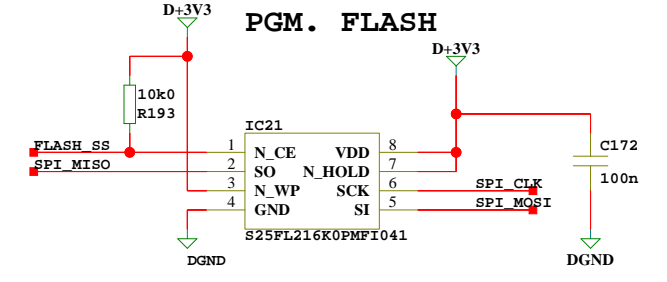 D+3V3
PGM. FLASH
D+3V3
10k0
R193
IC21
FLASH_SS
1
N_CE
VDD
8
C172
SPI_MISO
2
SO
N_HOLD
7
3
N_WP
SCK
6
SPI_CLK
100n
4
GND
SI
5
SPI_MOSI
S25FL216K0PMFI041
DGND
DGND